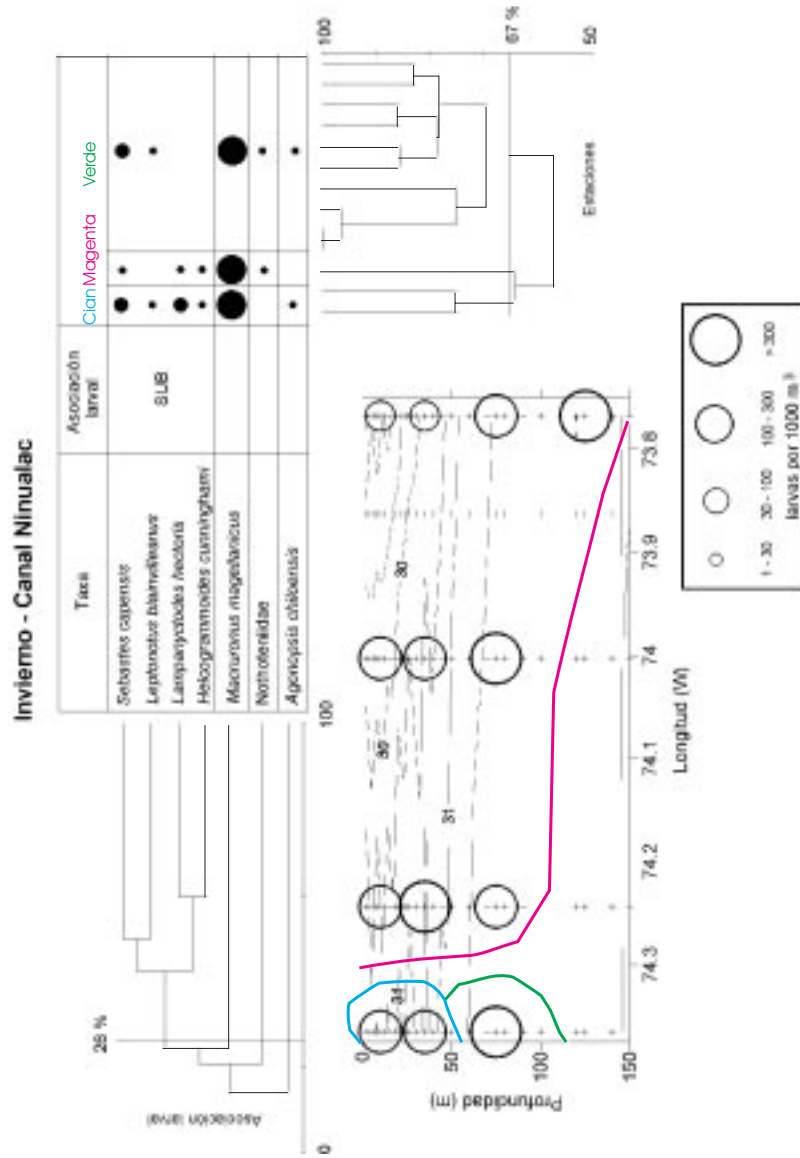 Invierno - Canal Ninualac
Taxa
Asociación
larval
Cian Magenta Verde
Sebastes capensis
Leptonotus blainvilleanus
Lampanyctodes hectoris
Helcogrammoides cunninghami
Macruronus magellanicus
Nototheniidae
Agonopsis chiloensis
SUB
100
67 %
50
Estaciones
100
26 %
Asociación larval
0
0
50
100
150
Profundidad (m)
30
30
31
31
74.3
74.2
74.1
74
73.9
73.8
Longitud (W)
1 - 30
30 - 100
100 - 300
> 300
larvas por 1000 m³